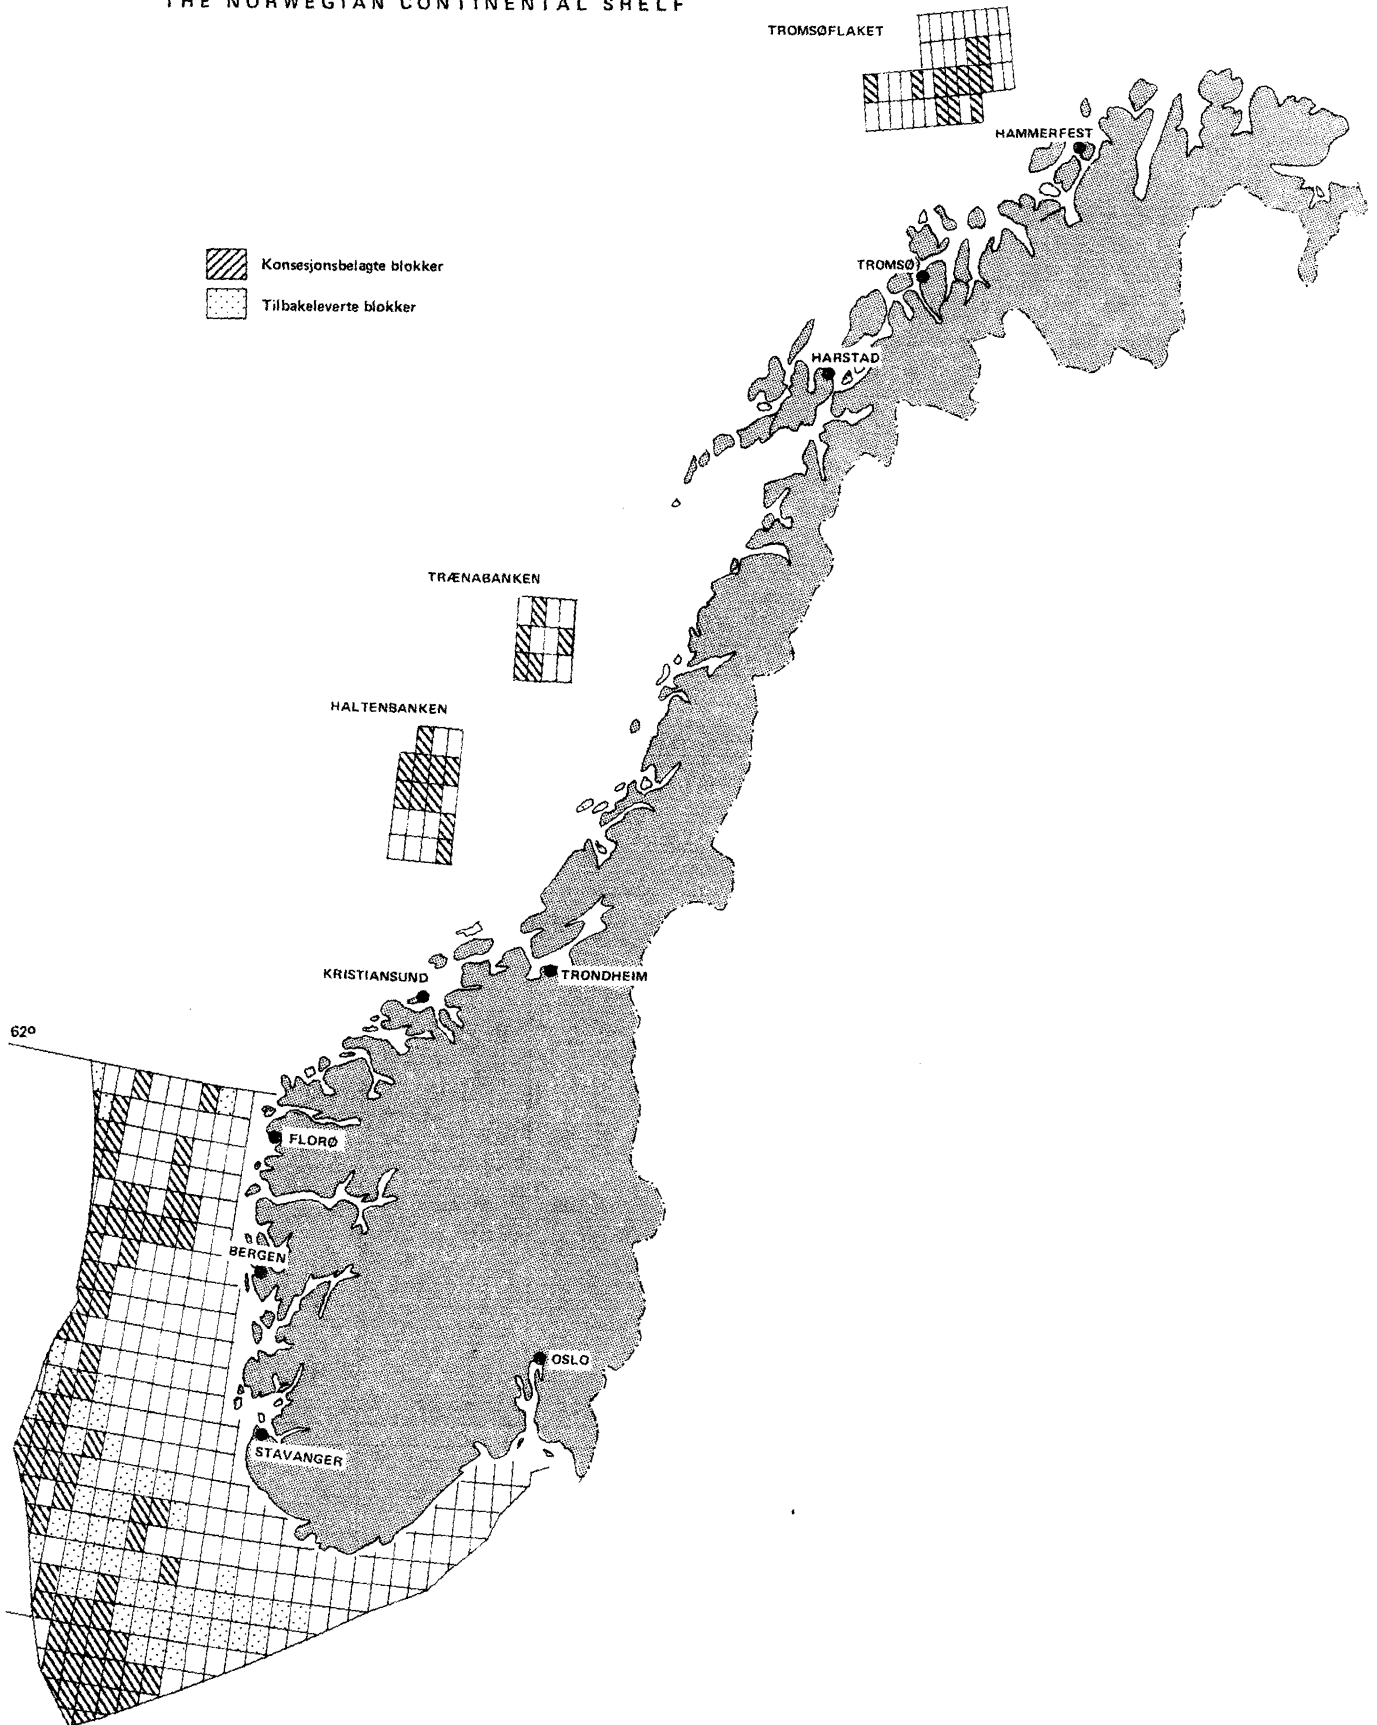 THE NORWEGIAN CONTINENTAL SHELF
TROMSØFLAKET
HAMMERFEST
Konsesjonsbelagte blokker
TROMSØ
Tilbakeleverte blokker
HARSTAD
TRÆNABANKEN
HALTENBANKEN
KRISTIANSUND
TRONDHEIM
62º
FLORØ
BERGEN
OSLO
STAVANGER